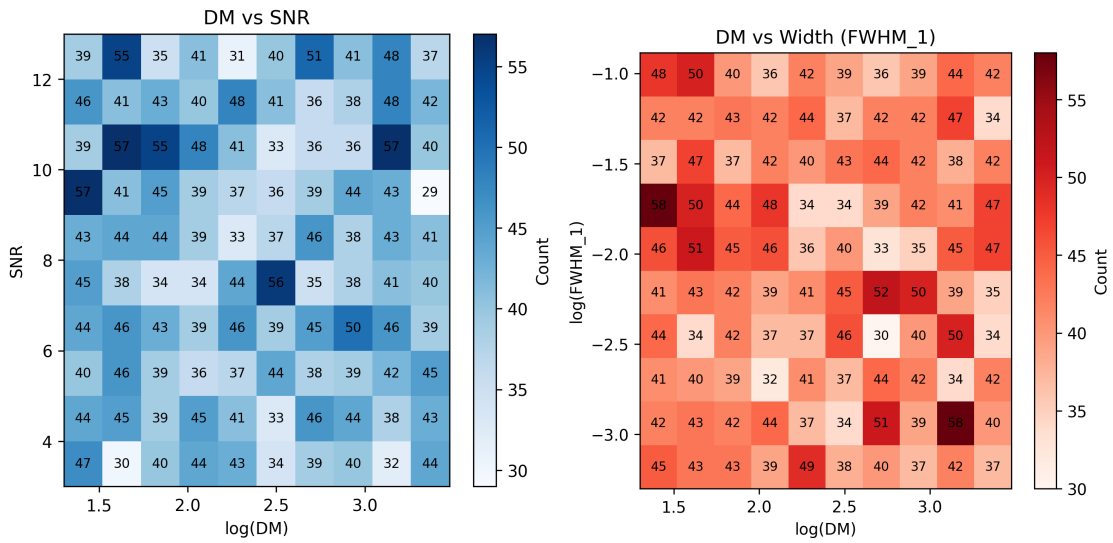 DM vs SNR
39 55 35 41 31 40 51 41 48 37
46 41 43 40 48 41 36 38 48 42
39 57 55 48 41 33 36 36 57 40
57 41 45 39 37 36 39 44 43 29
43 44 44 39 33 37 46 38 43 41
45 38 34 34 44 56 35 38 41 40
44 46 43 39 46 39 45 50 46 39
40 46 39 36 37 44 38 39 42 45
44 45 39 45 41 33 46 44 38 43
47 30 40 44 43 34 39 40 32 44
12
10
8
6
4
SNR
1.5 2.0 2.5 3.0
log(DM)
55
50
45
40
35
30
Count
DM vs Width (FWHM_1)
48 50 40 36 42 39 36 39 44 42
42 42 43 42 44 37 42 42 47 34
37 47 37 42 40 43 44 42 38 42
58 50 44 48 34 34 39 42 41 47
46 51 45 46 36 40 33 35 45 47
41 43 42 39 41 45 52 50 39 35
44 34 42 37 37 46 30 40 50 34
41 40 39 32 41 37 44 42 34 42
42 43 42 44 37 34 51 39 58 40
45 43 43 39 49 38 40 37 42 37
−1.0
−1.5
−2.0
−2.5
−3.0
log(FWHM_1)
1.5 2.0 2.5 3.0
log(DM)
55
50
45
40
35
30
Count